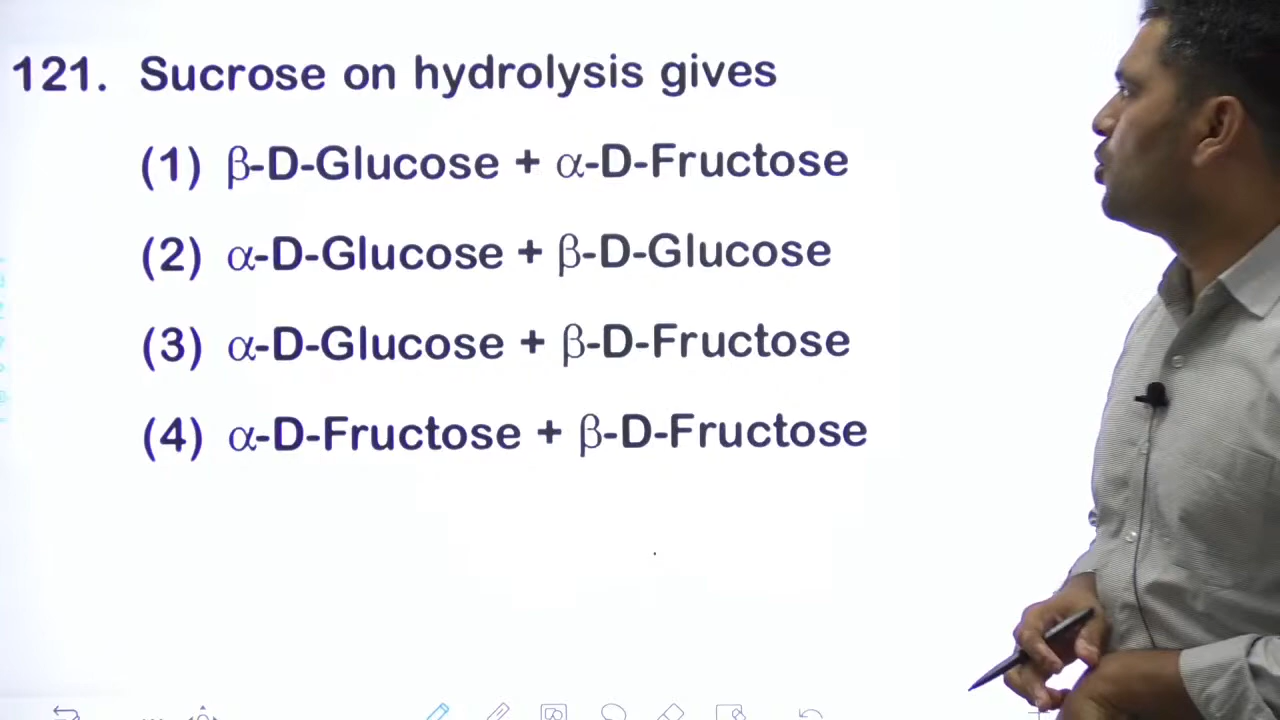 121. Sucrose on hydrolysis gives
(1) β-D-Glucose + α-D-Fructose
(2) α-D-Glucose + β-D-Glucose
(3) α-D-Glucose + β-D-Fructose
(4) α-D-Fructose + β-D-Fructose